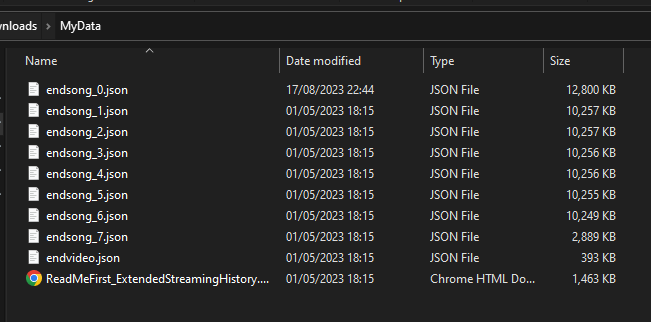 wnloads > MyData
Name Date modified Type Size
endsong_0.json 17/08/2023 22:44 JSON File 12,800 KB
endsong_1.json 01/05/2023 18:15 JSON File 10,257 KB
endsong_2.json 01/05/2023 18:15 JSON File 10,257 KB
endsong_3.json 01/05/2023 18:15 JSON File 10,256 KB
endsong_4.json 01/05/2023 18:15 JSON File 10,256 KB
endsong_5.json 01/05/2023 18:15 JSON File 10,255 KB
endsong_6.json 01/05/2023 18:15 JSON File 10,249 KB
endsong_7.json 01/05/2023 18:15 JSON File 2,889 KB
endvideo.json 01/05/2023 18:15 JSON File 393 KB
ReadMeFirst_ExtendedStreamingHistory.... 01/05/2023 18:15 Chrome HTML Do... 1,463 KB